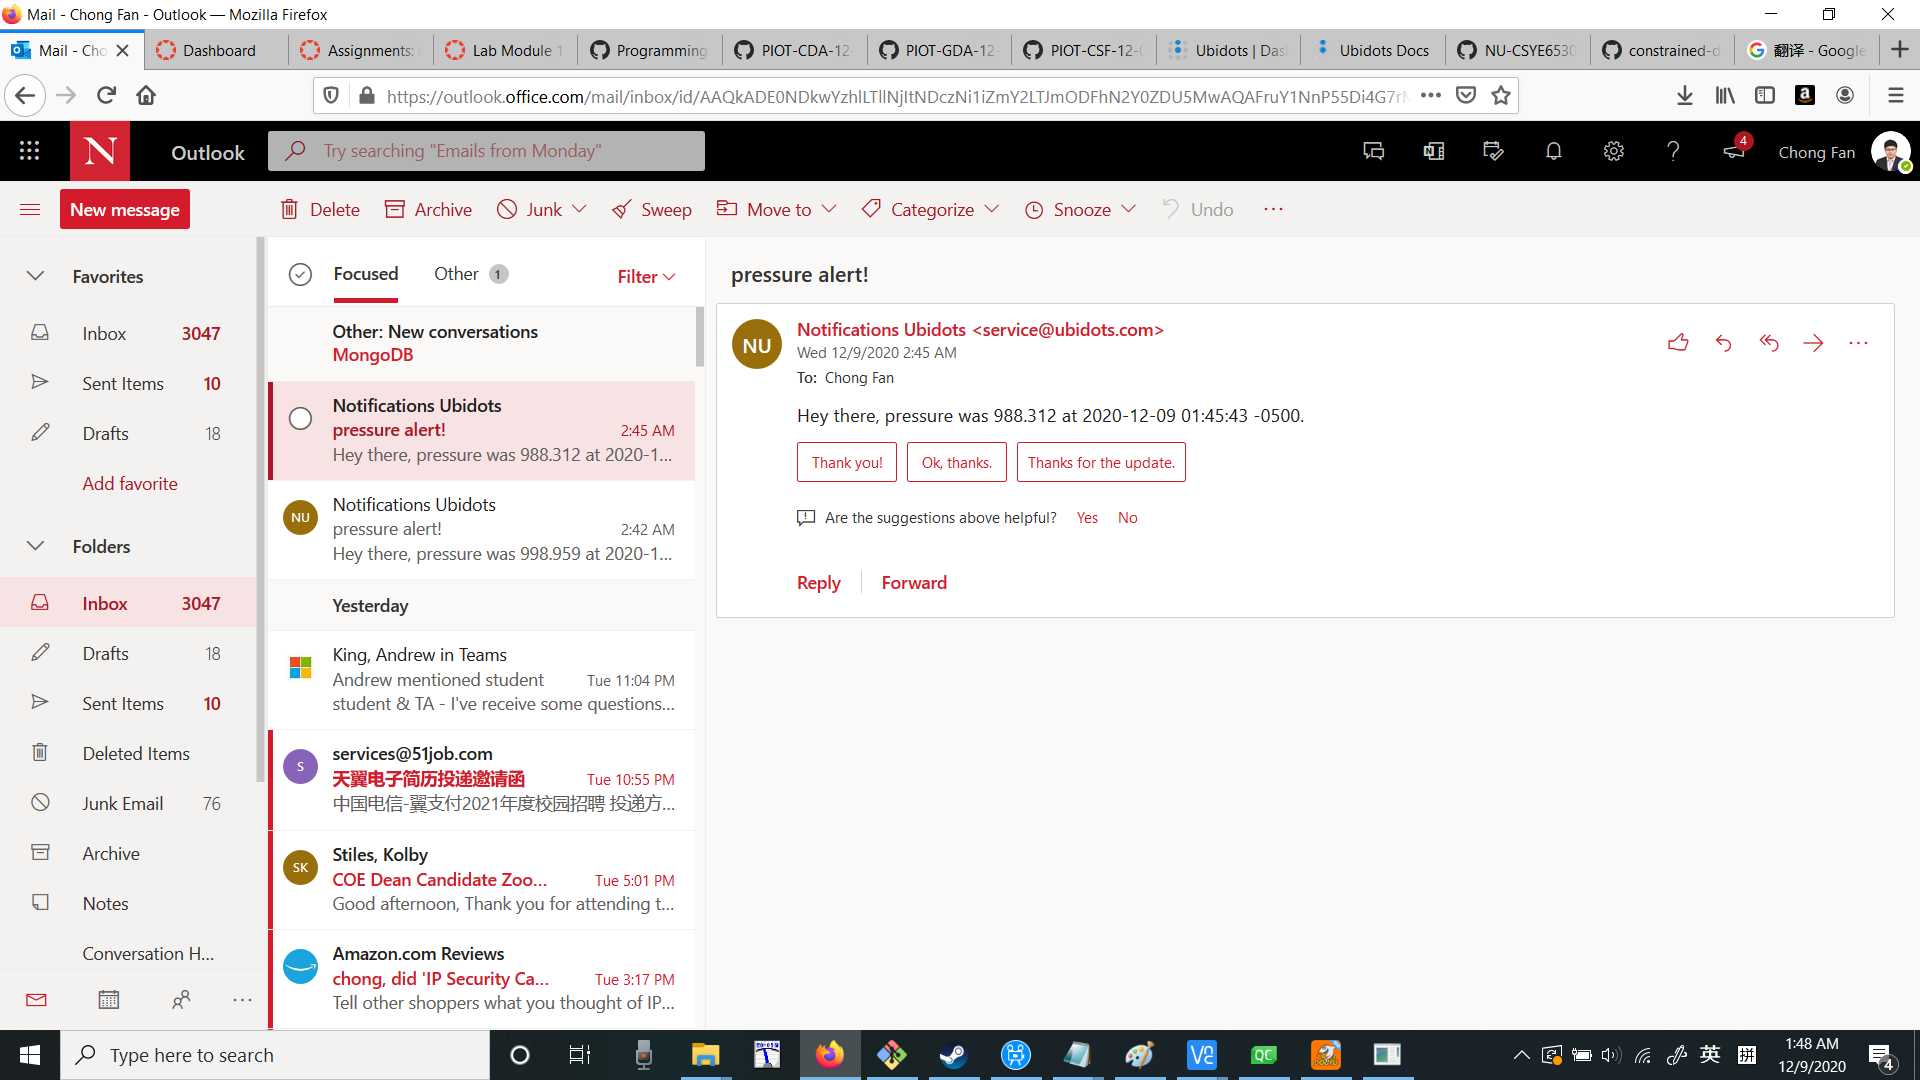 Mail - Chong Fan - Outlook — Mozilla Firefox
Mail - Cho
Dashboard
Assignments:
Lab Module 1
Programming
PIOT-CDA-12-
PIOT-GDA-12-
PIOT-CSF-12-0
Ubidots | Das
Ubidots Docs
NU-CSYE6530
constrained-d
翻译 - Google
Outlook
Try searching "Emails from Monday"
4
Chong Fan
New message
Delete
Archive
Junk
Sweep
Move to
Categorize
Snooze
Undo
Favorites
Inbox 3047
Sent Items 10
Drafts 18
Add favorite
Folders
Inbox 3047
Drafts 18
Sent Items 10
Deleted Items
Junk Email 76
Archive
Notes
Conversation H...
Focused
Other 1
Filter
Other: New conversations
MongoDB
Notifications Ubidots
pressure alert! 2:45 AM
Hey there, pressure was 988.312 at 2020-1...
NU
Notifications Ubidots
pressure alert! 2:42 AM
Hey there, pressure was 998.959 at 2020-1...
Yesterday
King, Andrew in Teams
Andrew mentioned student Tue 11:04 PM
student & TA - I've receive some questions...
S
services@51job.com
天翼电子简历投递邀请函 Tue 10:55 PM
中国电信-翼支付2021年度校园招聘 投递方...
SK
Stiles, Kolby
COE Dean Candidate Zoo... Tue 5:01 PM
Good afternoon, Thank you for attending t...
Amazon.com Reviews
chong, did 'IP Security Ca... Tue 3:17 PM
Tell other shoppers what you thought of IP...
pressure alert!
NU
Notifications Ubidots <service@ubidots.com>
Wed 12/9/2020 2:45 AM
To: Chong Fan
Hey there, pressure was 988.312 at 2020-12-09 01:45:43 -0500.
Thank you!
Ok, thanks.
Thanks for the update.
Are the suggestions above helpful? Yes No
Reply
Forward
Type here to search
英
拼
1:48 AM
12/9/2020
4